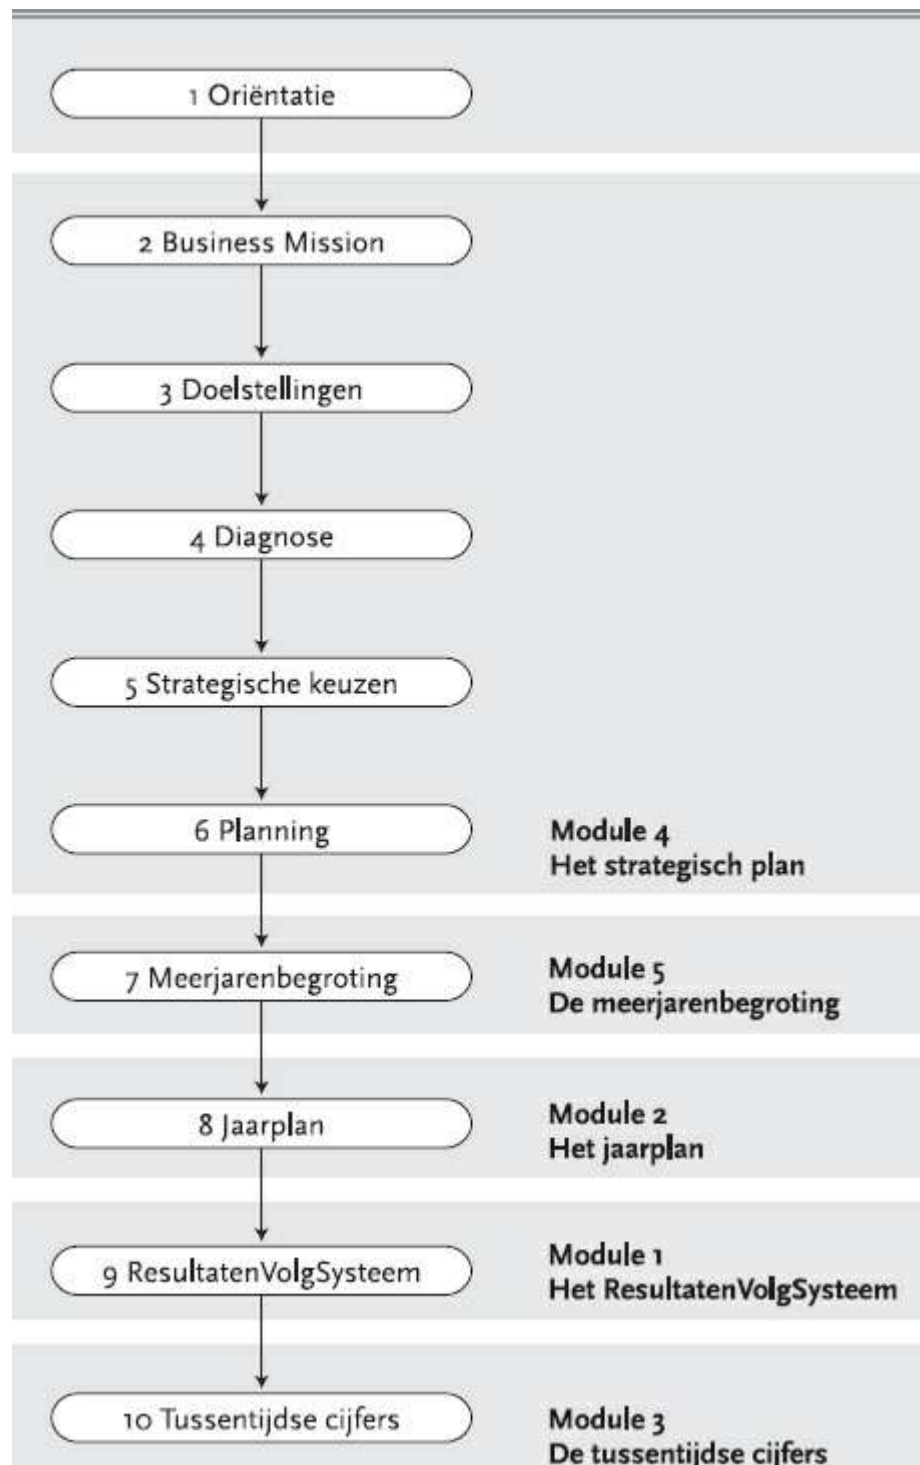 1 Oriëntatie
2 Business Mission
3 Doelstellingen
4 Diagnose
5 Strategische keuzen
6 Planning
Module 4
Het strategisch plan
7 Meerjarenbegroting
Module 5
De meerjarenbegroting
8 Jaarplan
Module 2
Het jaarplan
9 ResultatenVolgSysteem
Module 1
Het ResultatenVolgSysteem
10 Tussentijdse cijfers
Module 3
De tussentijdse cijfers